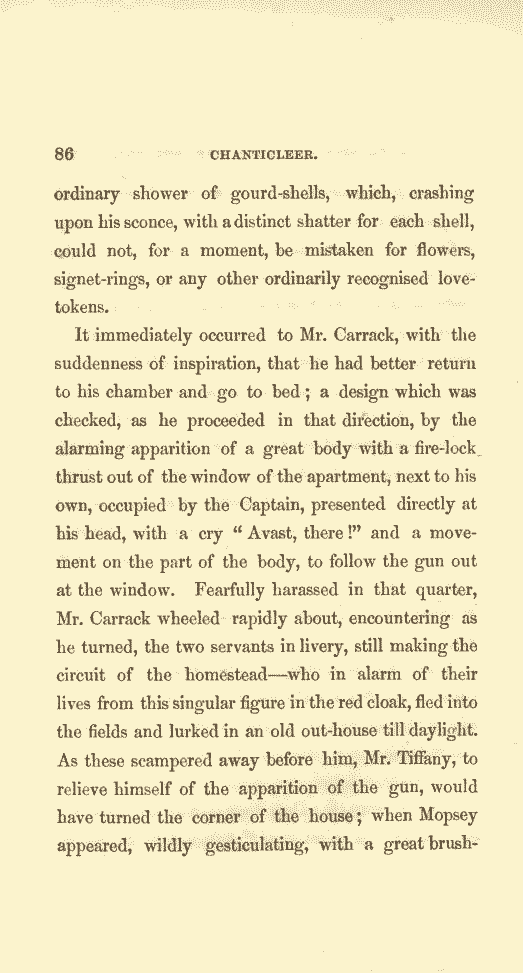 86 CHANTICLEER.
ordinary shower of gourd-shells, which, crashing
upon his sconce, with a distinct shatter for each shell,
could not, for a moment, be mistaken for flowers,
signet-rings, or any other ordinarily recognised love-
tokens.
It immediately occurred to Mr. Carrack, with the
suddenness of inspiration, that he had better return
to his chamber and go to bed; a design which was
checked, as he proceeded in that direction, by the
alarming apparition of a great body with a fire-lock
thrust out of the window of the apartment, next to his
own, occupied by the Captain, presented directly at
his head, with a cry “Avast, there!” and a move-
ment on the part of the body, to follow the gun out
at the window. Fearfully harassed in that quarter,
Mr. Carrack wheeled rapidly about, encountering as
he turned, the two servants in livery, still making the
circuit of the homestead—who in alarm of their
lives from this singular figure in the red cloak, fled into
the fields and lurked in an old out-house till daylight.
As these scampered away before him, Mr. Tiffany, to
relieve himself of the apparition of the gun, would
have turned the corner of the house; when Mopsey
appeared, wildly gesticulating, with a great brush-